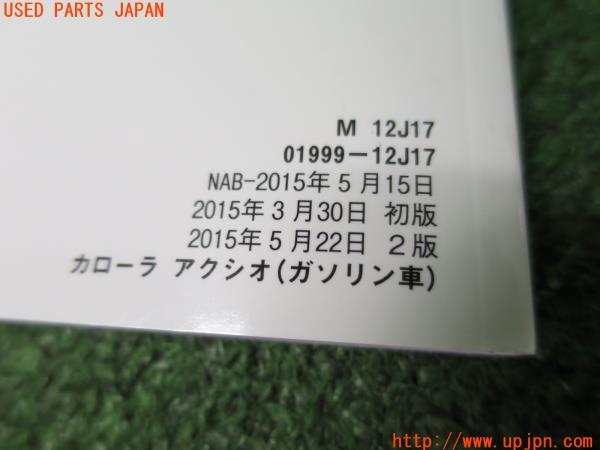 USED PARTS JAPAN
M 12J17
01999-12J17
NAB-2015年5月15日
2015年3月30日 初版
2015年5月22日 2版
カローラ アクシオ(ガソリン車)
http://www.upjpn.com